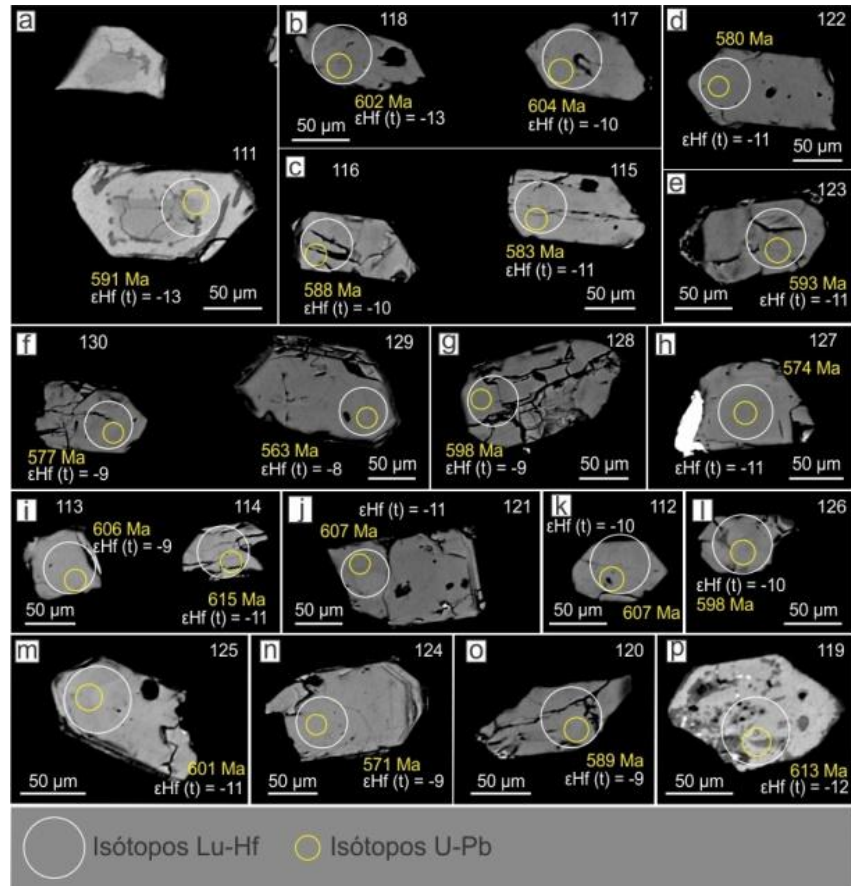 a
111
591 Ma
εHf (t) = -13
50 µm
b
118
117
602 Ma
εHf (t) = -13
604 Ma
εHf (t) = -10
50 µm
c
116
115
588 Ma
εHf (t) = -10
583 Ma
εHf (t) = -11
50 µm
d
122
580 Ma
εHf (t) = -11
50 µm
e
123
593 Ma
εHf (t) = -11
50 µm
f
130
129
577 Ma
εHf (t) = -9
563 Ma
εHf (t) = -8
50 µm
g
128
598 Ma
εHf (t) = -9
50 µm
h
127
574 Ma
εHf (t) = -11
50 µm
i
113
114
606 Ma
εHf (t) = -9
615 Ma
εHf (t) = -11
50 µm
j
εHf (t) = -11
121
607 Ma
50 µm
k
112
εHf (t) = -10
607 Ma
50 µm
l
126
εHf (t) = -10
598 Ma
50 µm
m
125
601 Ma
εHf (t) = -11
50 µm
n
124
571 Ma
εHf (t) = -9
50 µm
o
120
589 Ma
εHf (t) = -9
50 µm
p
119
613 Ma
εHf (t) = -12
50 µm
Isótopos Lu-Hf
Isótopos U-Pb